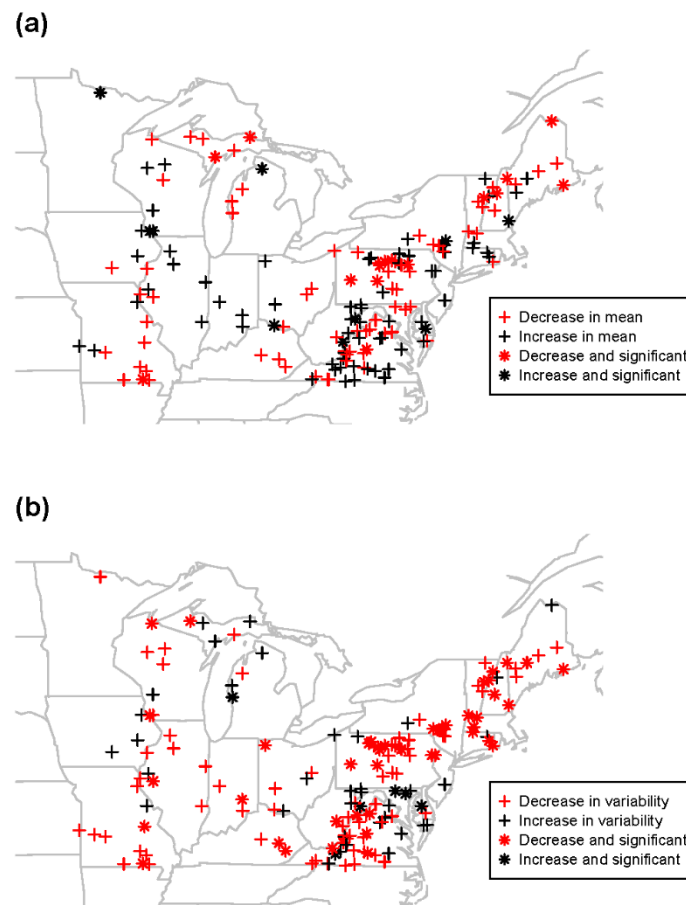 (a)
Decrease in mean
Increase in mean
Decrease and significant
Increase and significant
(b)
Decrease in variability
Increase in variability
Decrease and significant
Increase and significant